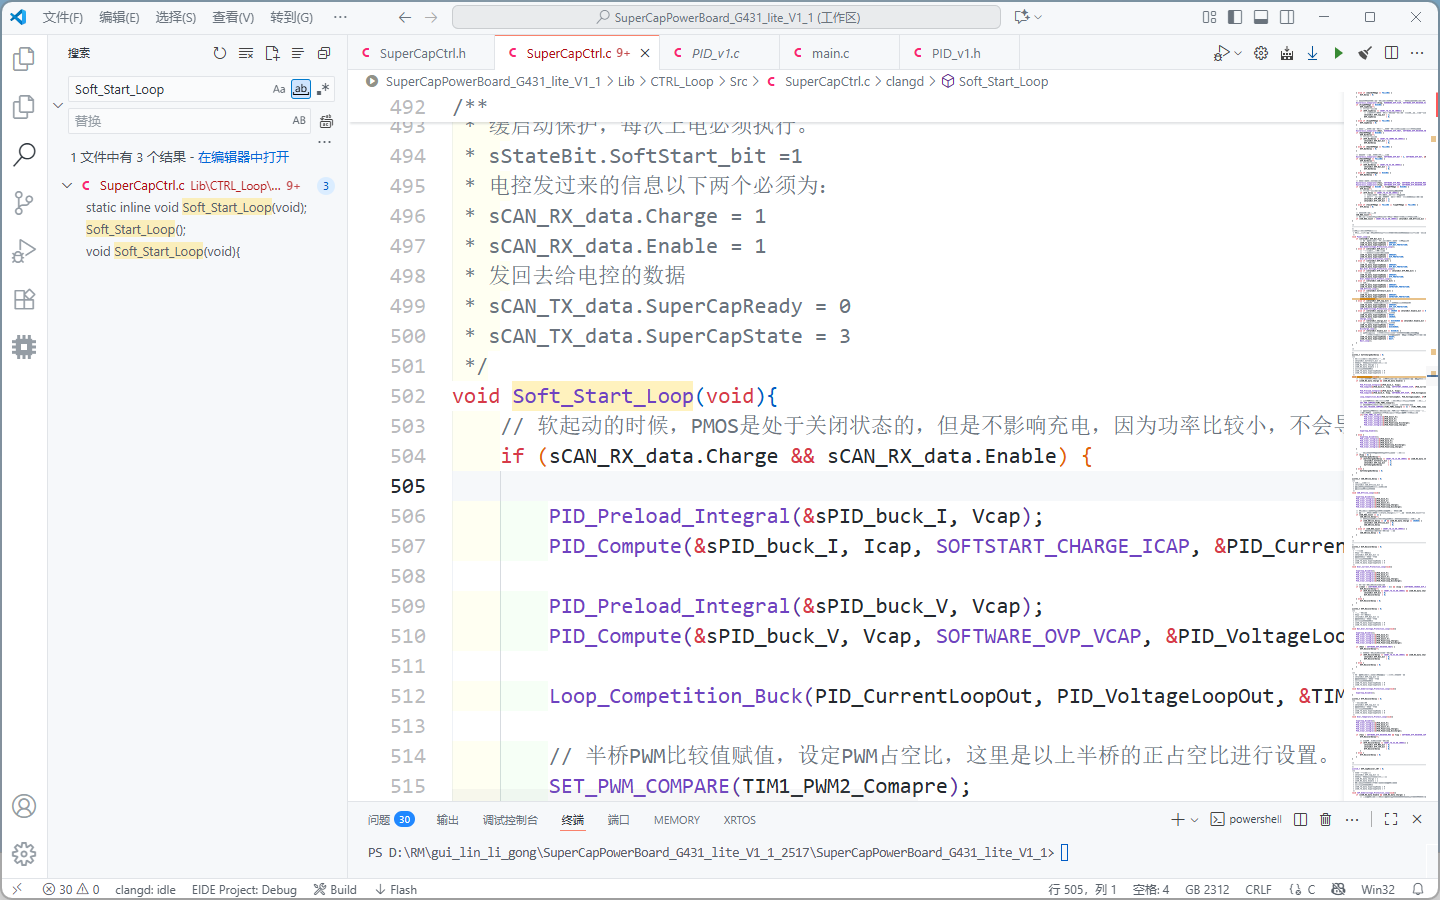 文件(F) 编辑(E) 选择(S) 查看(V) 转到(G) ···
SuperCapPowerBoard_G431_lite_V1_1 (工作区)
搜索
Soft_Start_Loop
Aa ab .*
替换
AB
···
1 文件中有 3 个结果 - 在编辑器中打开
C SuperCapCtrl.c Lib\CTRL_Loop\... 9+ 3
static inline void Soft_Start_Loop(void);
Soft_Start_Loop();
void Soft_Start_Loop(void){
C SuperCapCtrl.h
C SuperCapCtrl.c 9+
C PID_v1.c
C main.c
C PID_v1.h
SuperCapPowerBoard_G431_lite_V1_1 > Lib > CTRL_Loop > Src > C SuperCapCtrl.c > clangd > Soft_Start_Loop
492 /**
493 * 缓启动保护，每次上电必须执行。
494 * sStateBit.SoftStart_bit =1
495 * 电控发过来的信息以下两个必须为：
496 * sCAN_RX_data.Charge = 1
497 * sCAN_RX_data.Enable = 1
498 * 发回去给电控的数据
499 * sCAN_TX_data.SuperCapReady = 0
500 * sCAN_TX_data.SuperCapState = 3
501 */
502 void Soft_Start_Loop(void){
503 // 软起动的时候，PMOS是处于关闭状态的，但是不影响充电，因为功率比较小，不会导
504 if (sCAN_RX_data.Charge && sCAN_RX_data.Enable) {
505
506 PID_Preload_Integral(&sPID_buck_I, Vcap);
507 PID_Compute(&sPID_buck_I, Icap, SOFTSTART_CHARGE_ICAP, &PID_Curren
508
509 PID_Preload_Integral(&sPID_buck_V, Vcap);
510 PID_Compute(&sPID_buck_V, Vcap, SOFTWARE_OVP_VCAP, &PID_VoltageLoo
511
512 Loop_Competition_Buck(PID_CurrentLoopOut, PID_VoltageLoopOut, &TIM
513
514 // 半桥PWM比较值赋值，设定PWM占空比，这里是以上半桥的正占空比进行设置。
515 SET_PWM_COMPARE(TIM1_PWM2_Comapre);
问题 30 输出 调试控制台 终端 端口 MEMORY XRTOS
powershell
PS D:\RM\gui_lin_li_gong\SuperCapPowerBoard_G431_lite_V1_1_2517\SuperCapPowerBoard_G431_lite_V1_1>
30 0 clangd: idle EIDE Project: Debug Build Flash
行 505，列 1 空格: 4 GB 2312 CRLF C Win32